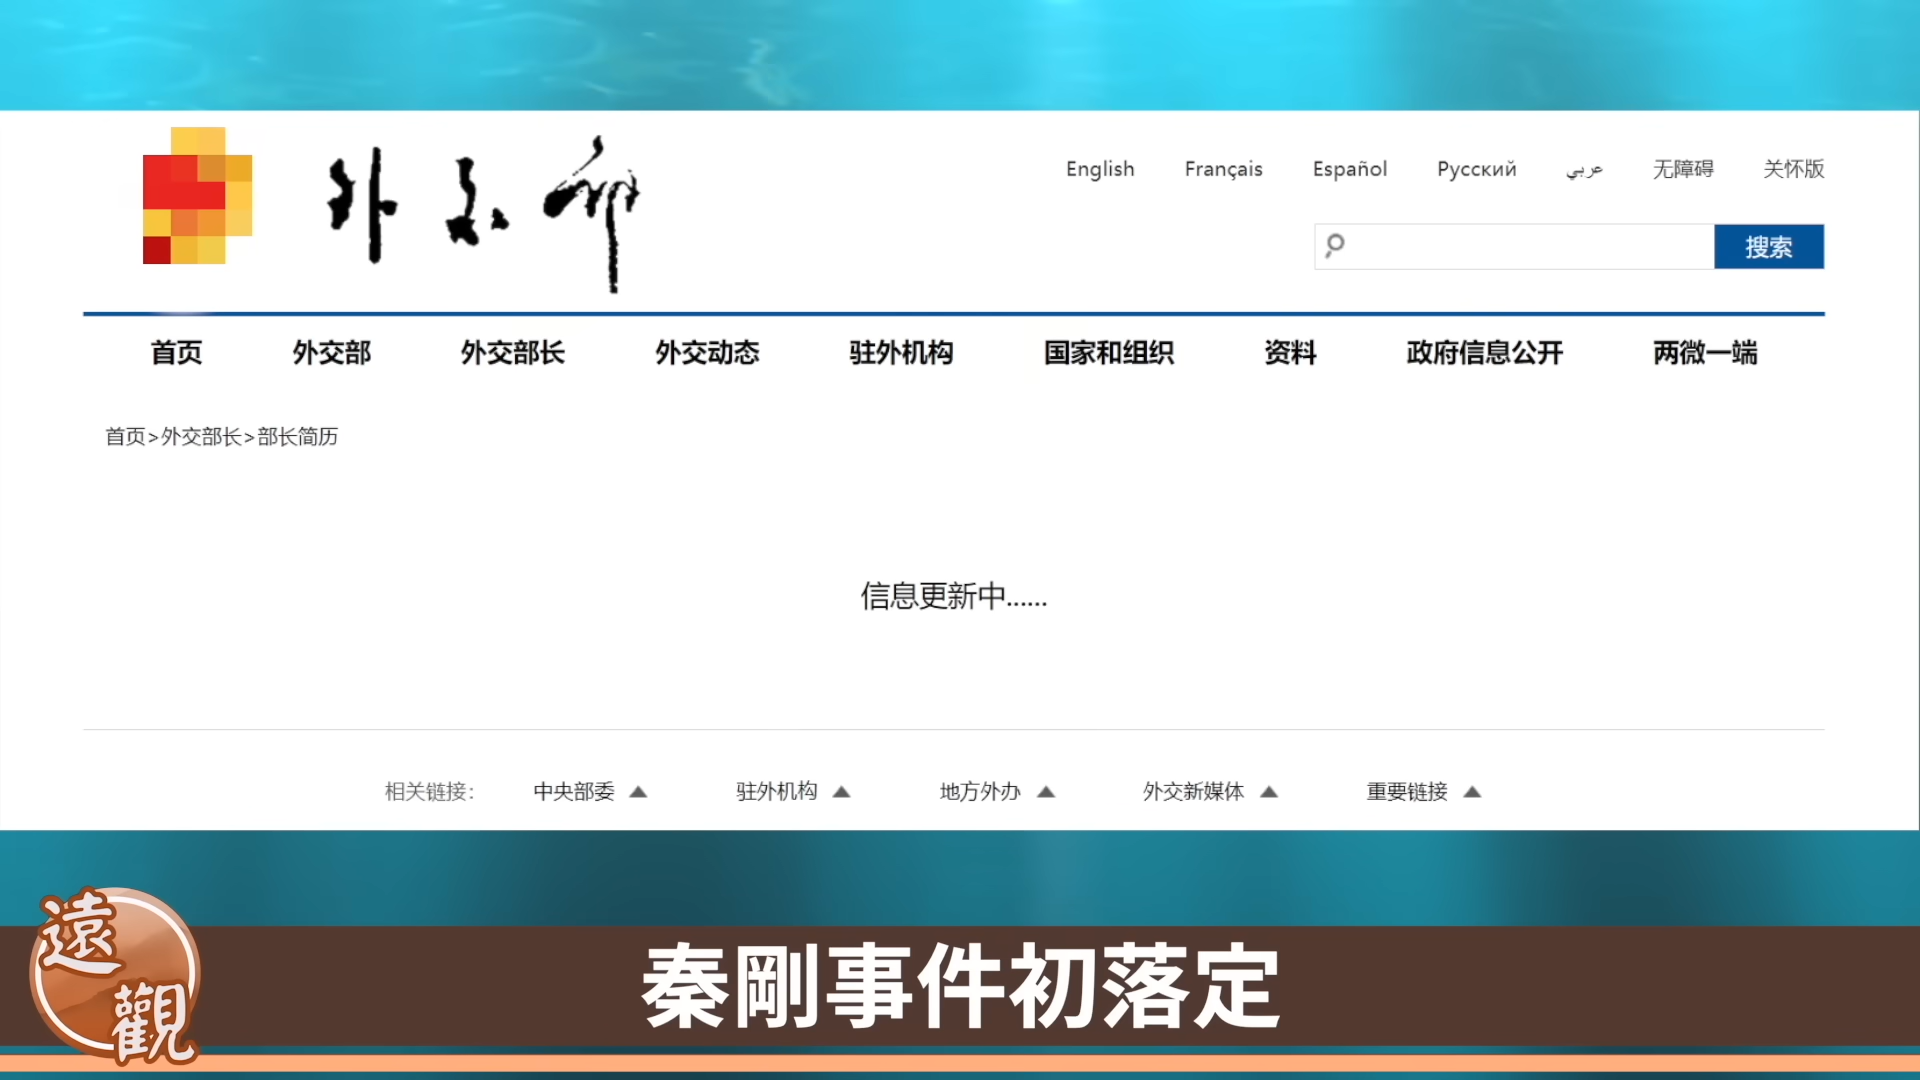 外交部
English Français Español Русский عربي 无障碍 关怀版
搜索
首页 外交部 外交部长 外交动态 驻外机构 国家和组织 资料 政府信息公开 两微一端
首页>外交部长>部长简历
信息更新中......
相关链接: 中央部委 驻外机构 地方外办 外交新媒体 重要链接
遠觀
秦剛事件初落定